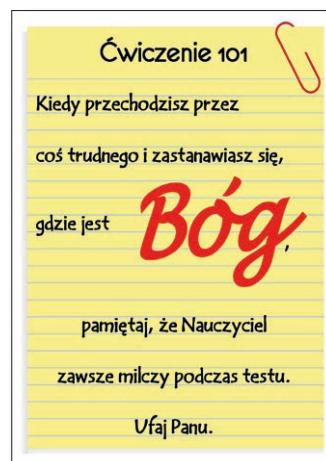 Ćwiczenie 101
Kiedy przechodzisz przez
coś trudnego i zastanawiasz się,
gdzie jest Bóg,
pamiętaj, że Nauczyciel
zawsze milczy podczas testu.
Ufaj Panu.